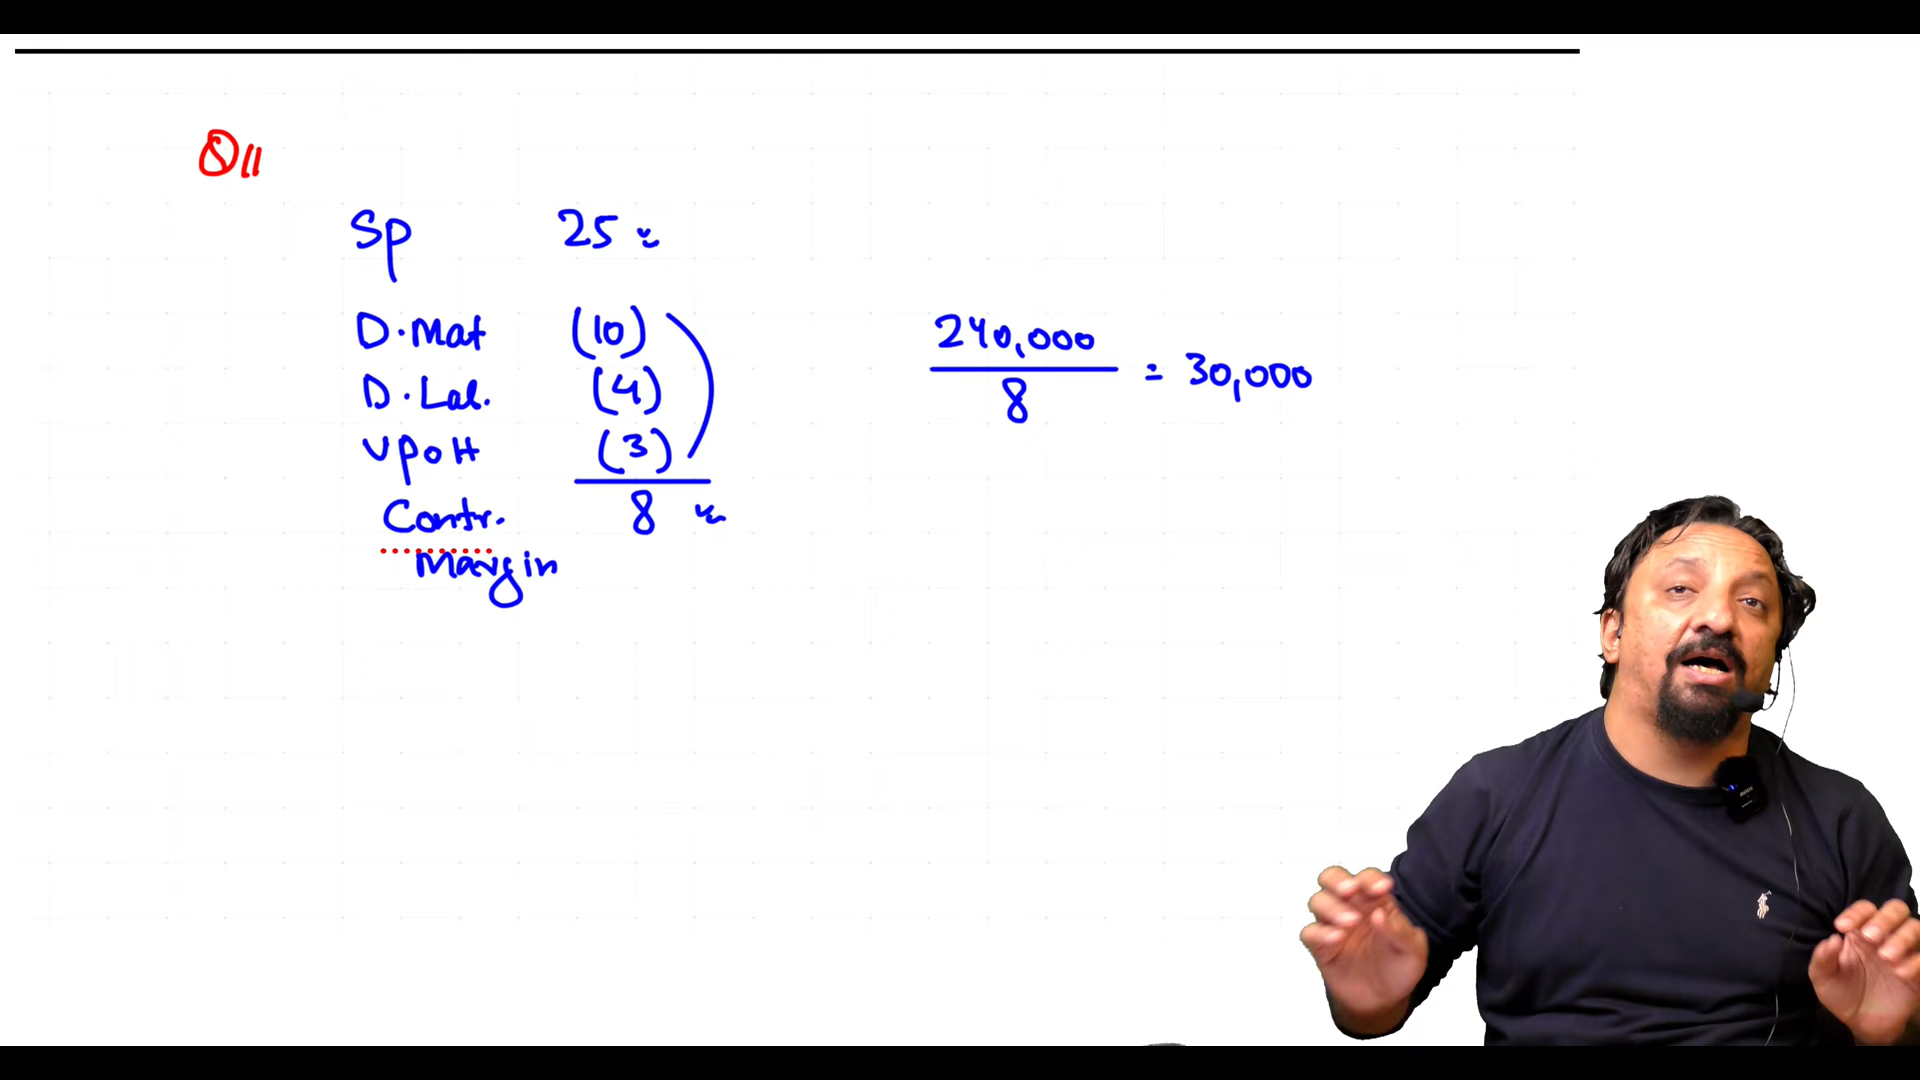 Q11
Sp 25
D.Mat (10)
D.Lab. (4)
VPOH (3)
Contr. 8
Margin
240,000
8
= 30,000